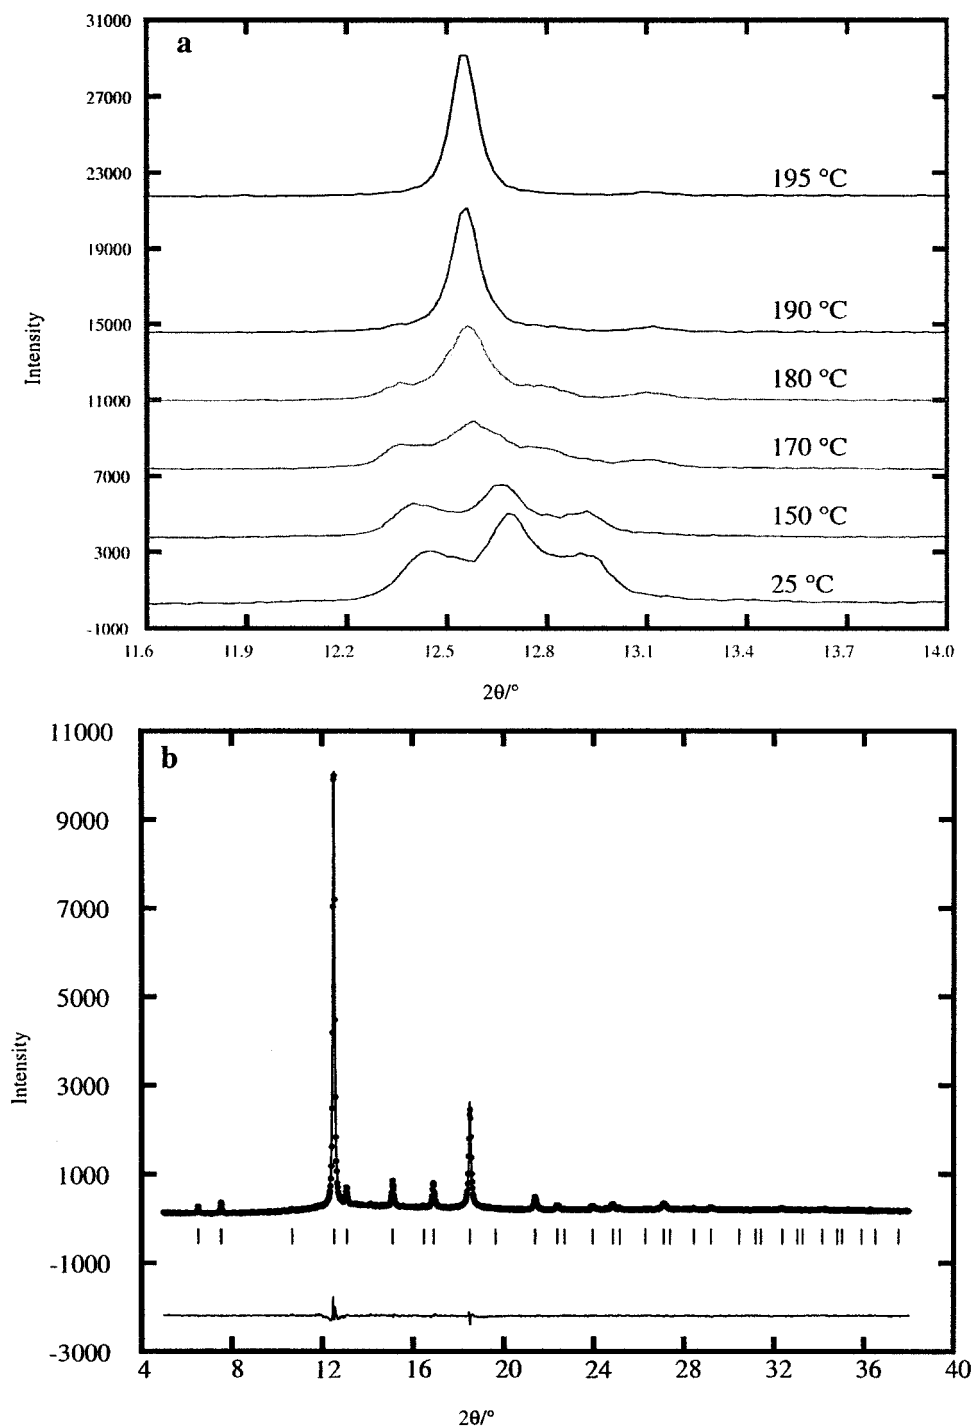 31000
a
27000
23000
195 °C
19000
15000
190 °C
180 °C
11000
170 °C
7000
150 °C
3000
25 °C
-1000
11.6 11.9 12.2 12.5 12.8 13.1 13.4 13.7 14.0
Intensity
2θ/°
11000
b
9000
7000
5000
3000
1000
-1000
-3000
4 8 12 16 20 24 28 32 36 40
Intensity
2θ/°